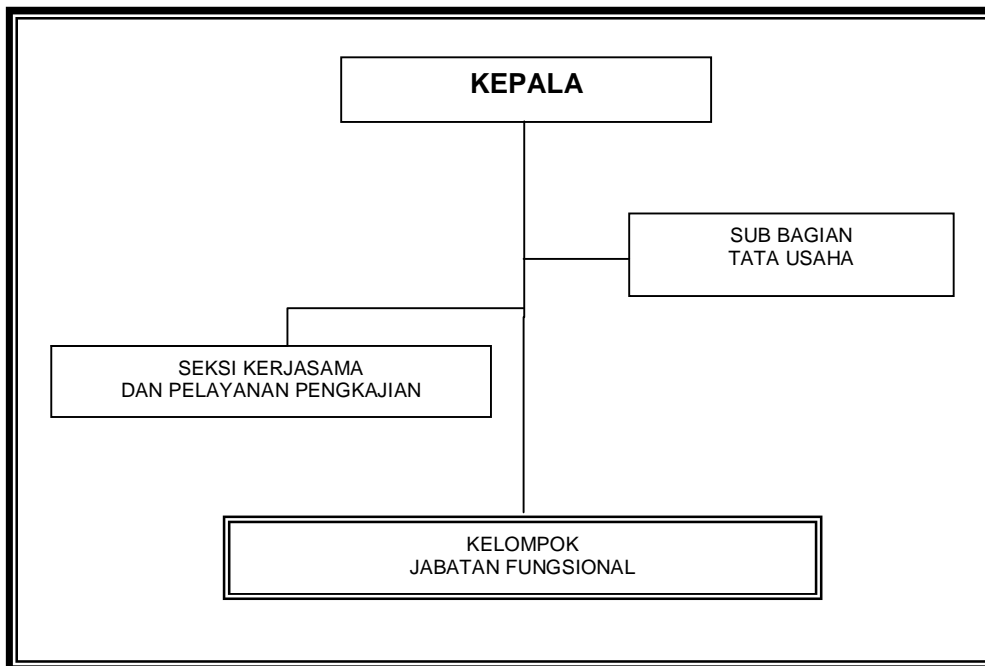 KEPALA
SUB BAGIAN
TATA USAHA
SEKSI KERJASAMA
DAN PELAYANAN PENGKAJIAN
KELOMPOK
JABATAN FUNGSIONAL